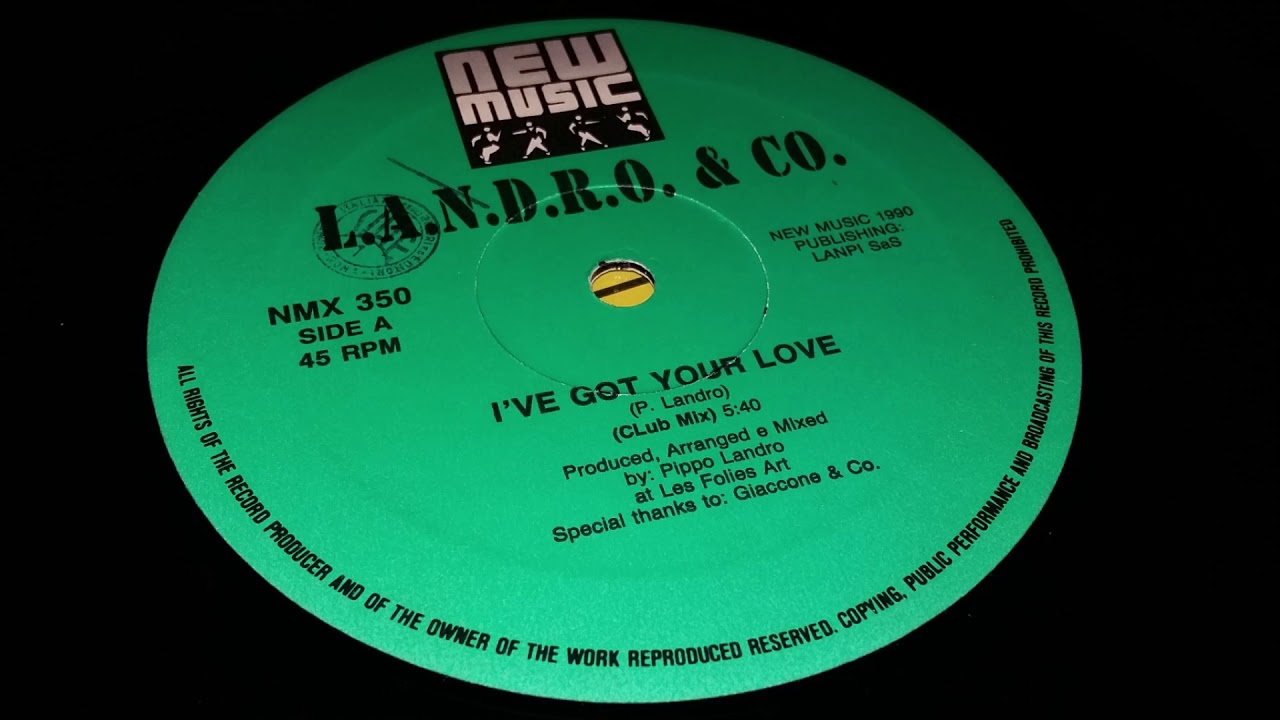 NEW
MUSIC
L.A.N.D.R.O. & CO.
NEW MUSIC 1990
PUBLISHING:
LANPI SaS
NMX 350
SIDE A
45 RPM
I'VE GOT YOUR LOVE
(P. Landro)
(CLub Mix) 5:40
Produced, Arranged e Mixed
by: Pippo Landro
at Les Folies Art
Special thanks to: Giaccone & Co.
ALL RIGHTS OF THE RECORD PRODUCER AND OF THE OWNER OF THE WORK REPRODUCED RESERVED. COPYING, PUBLIC PERFORMANCE AND BROADCASTING OF THIS RECORD PROHIBITED